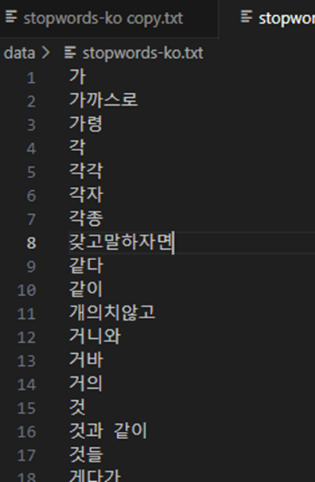 stopwords-ko copy.txt
stopwor
data > stopwords-ko.txt
1 가
2 가까스로
3 가령
4 각
5 각각
6 각자
7 각종
8 갖고말하자면
9 같다
10 같이
11 개의치않고
12 거니와
13 거바
14 거의
15 것
16 것과 같이
17 것들
18 게다가